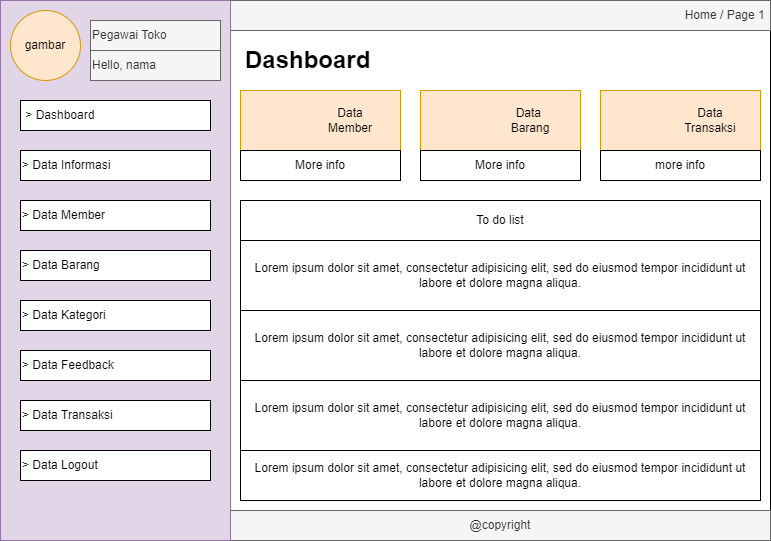 gambar
Pegawai Toko
Hello, nama
> Dashboard
> Data Informasi
> Data Member
> Data Barang
> Data Kategori
> Data Feedback
> Data Transaksi
> Data Logout
Home / Page 1
Dashboard
Data
Member
More info
Data
Barang
More info
Data
Transaksi
more info
To do list
Lorem ipsum dolor sit amet, consectetur adipisicing elit, sed do eiusmod tempor incididunt ut
labore et dolore magna aliqua.
Lorem ipsum dolor sit amet, consectetur adipisicing elit, sed do eiusmod tempor incididunt ut
labore et dolore magna aliqua.
Lorem ipsum dolor sit amet, consectetur adipisicing elit, sed do eiusmod tempor incididunt ut
labore et dolore magna aliqua.
Lorem ipsum dolor sit amet, consectetur adipisicing elit, sed do eiusmod tempor incididunt ut
labore et dolore magna aliqua.
@copyright